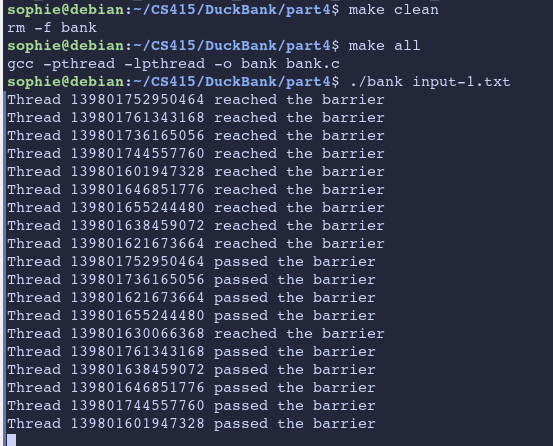 sophie@debian:~/CS415/DuckBank/part4$ make clean
rm -f bank
sophie@debian:~/CS415/DuckBank/part4$ make all
gcc -pthread -lpthread -o bank bank.c
sophie@debian:~/CS415/DuckBank/part4$ ./bank input-1.txt
Thread 139801752950464 reached the barrier
Thread 139801761343168 reached the barrier
Thread 139801736165056 reached the barrier
Thread 139801744557760 reached the barrier
Thread 139801601947328 reached the barrier
Thread 139801646851776 reached the barrier
Thread 139801655244480 reached the barrier
Thread 139801638459072 reached the barrier
Thread 139801621673664 reached the barrier
Thread 139801752950464 passed the barrier
Thread 139801736165056 passed the barrier
Thread 139801621673664 passed the barrier
Thread 139801655244480 passed the barrier
Thread 139801630066368 reached the barrier
Thread 139801761343168 passed the barrier
Thread 139801638459072 passed the barrier
Thread 139801646851776 passed the barrier
Thread 139801744557760 passed the barrier
Thread 139801601947328 passed the barrier